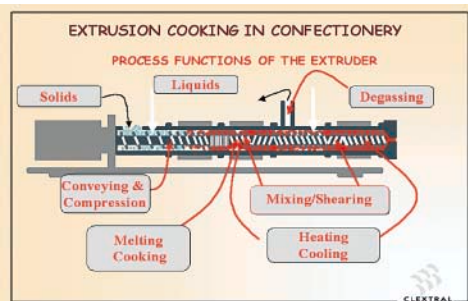 EXTRUSION COOKING IN CONFECTIONERY
PROCESS FUNCTIONS OF THE EXTRUDER
Solids
Liquids
Degassing
Conveying &
Compression
Mixing/Shearing
Melting
Cooking
Heating
Cooling
CLEXTRAL